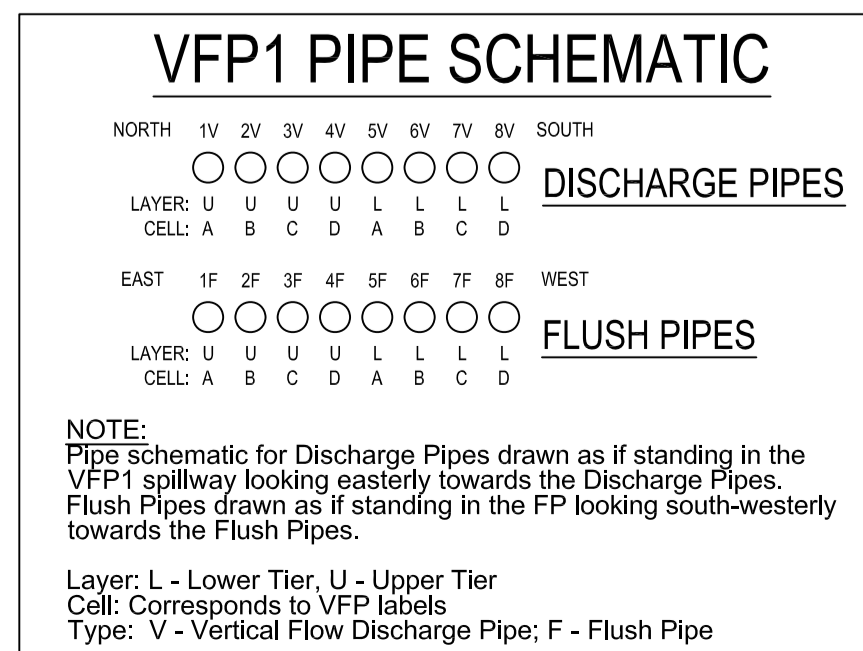 VFP1 PIPE SCHEMATIC
NORTH 1V 2V 3V 4V 5V 6V 7V 8V SOUTH
DISCHARGE PIPES
LAYER: U U U U L L L L
CELL: A B C D A B C D
EAST 1F 2F 3F 4F 5F 6F 7F 8F WEST
FLUSH PIPES
LAYER: U U U U L L L L
CELL: A B C D A B C D
NOTE:
Pipe schematic for Discharge Pipes drawn as if standing in the
VFP1 spillway looking easterly towards the Discharge Pipes.
Flush Pipes drawn as if standing in the FP looking south-westerly
towards the Flush Pipes.
Layer: L - Lower Tier, U - Upper Tier
Cell: Corresponds to VFP labels
Type: V - Vertical Flow Discharge Pipe; F - Flush Pipe